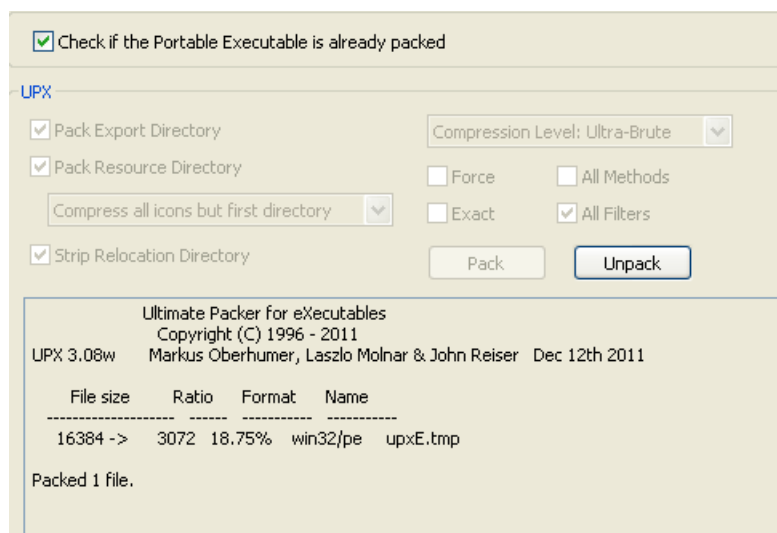 Check if the Portable Executable is already packed
UPX
Pack Export Directory
Compression Level: Ultra-Brute
Pack Resource Directory
Force
All Methods
Compress all icons but first directory
Exact
All Filters
Strip Relocation Directory
Pack
Unpack
Ultimate Packer for eXecutables
Copyright (C) 1996 - 2011
UPX 3.08w Markus Oberhumer, Laszlo Molnar & John Reiser Dec 12th 2011
File size Ratio Format Name
-------------------- ------ ----------- -----------
16384 -> 3072 18.75% win32/pe upxE.tmp
Packed 1 file.